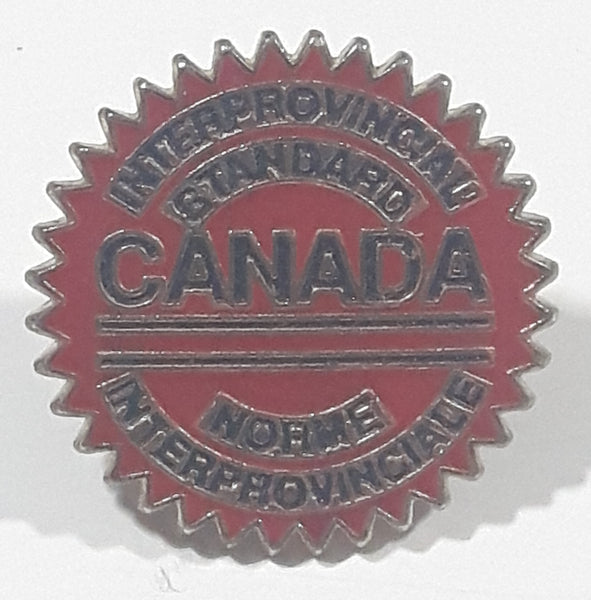 INTERPROVINCIAL
STANDARD
CANADA
NORME
INTERPROVINCIALE